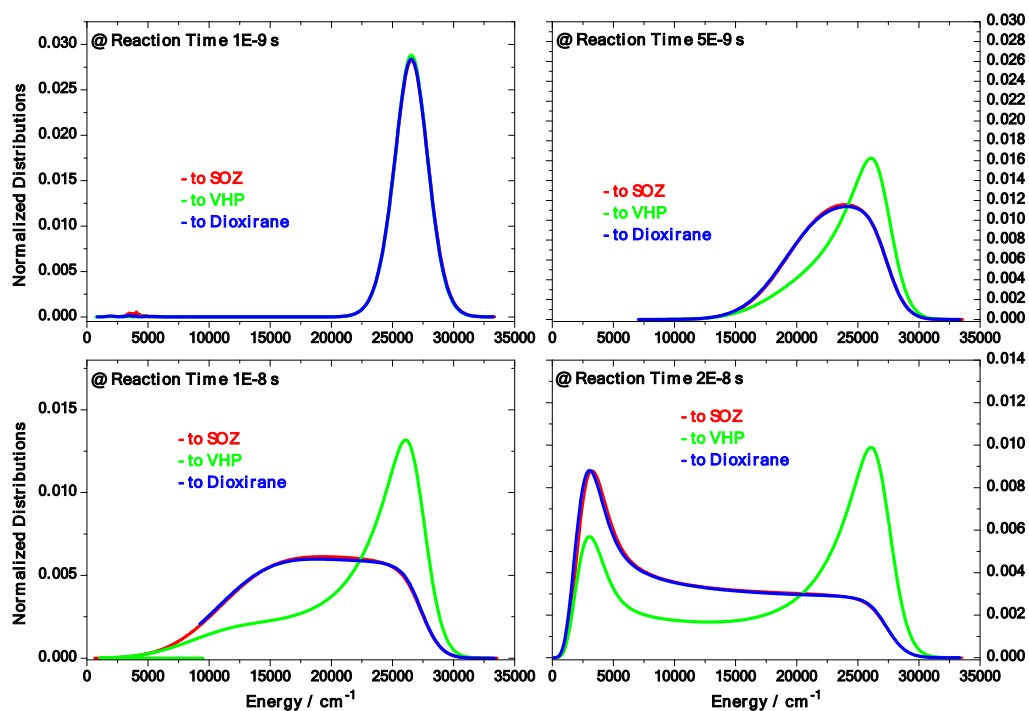 @ Reaction Time 1E-9 s
Normalized Distributions
0.030
0.025
0.020
0.015
0.010
0.005
0.000
- to SOZ
- to VHP
- to Dioxirane
0 5000 10000 15000 20000 25000 30000 35000
@ Reaction Time 5E-9 s
0.030
0.028
0.026
0.024
0.022
0.020
0.018
0.016
0.014
0.012
0.010
0.008
0.006
0.004
0.002
0.000
- to SOZ
- to VHP
- to Dioxirane
0 5000 10000 15000 20000 25000 30000 35000
@ Reaction Time 1E-8 s
Normalized Distributions
0.015
0.010
0.005
0.000
- to SOZ
- to VHP
- to Dioxirane
0 5000 10000 15000 20000 25000 30000 35000
Energy / cm-1
@ Reaction Time 2E-8 s
0.014
0.012
0.010
0.008
0.006
0.004
0.002
0.000
- to SOZ
- to VHP
- to Dioxirane
0 5000 10000 15000 20000 25000 30000 35000
Energy / cm-1